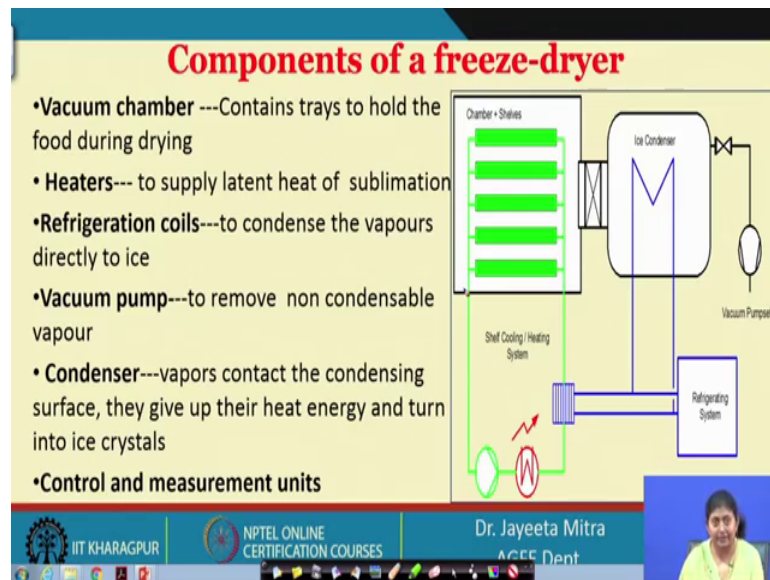 Components of a freeze-dryer
•Vacuum chamber ---Contains trays to hold the
food during drying
• Heaters--- to supply latent heat of sublimation
•Refrigeration coils---to condense the vapours
directly to ice
•Vacuum pump---to remove non condensable
vapour
• Condenser---vapors contact the condensing
surface, they give up their heat energy and turn
into ice crystals
•Control and measurement units
Chamber + Shelves
Ice Condenser
Vacuum Pumpset
Shelf Cooling / Heating
System
Refrigerating
System
IIT KHARAGPUR
NPTEL ONLINE
CERTIFICATION COURSES
Dr. Jayeeta Mitra
AGFE Dept